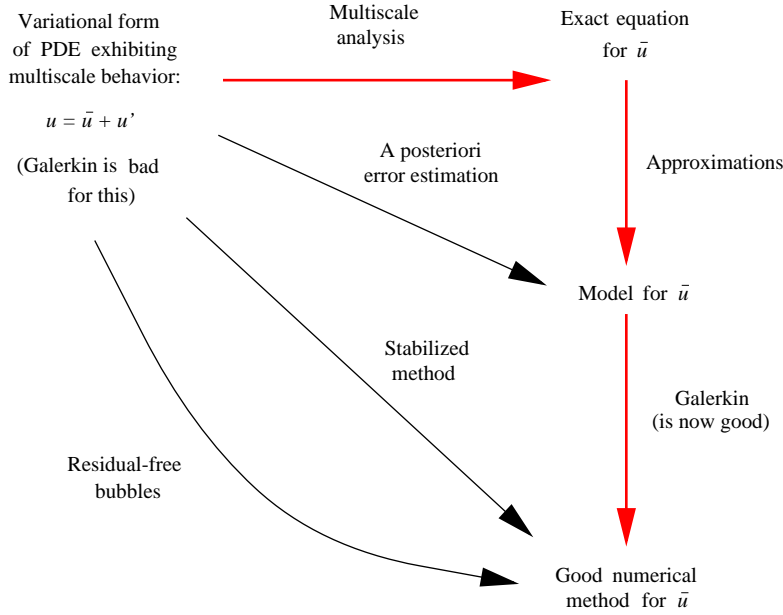 Variational form
of PDE exhibiting
multiscale behavior:
u = ū + u’
(Galerkin is bad
for this)
Multiscale
analysis
Exact equation
for ū
A posteriori
error estimation
Approximations
Model for ū
Stabilized
method
Galerkin
(is now good)
Residual-free
bubbles
Good numerical
method for ū